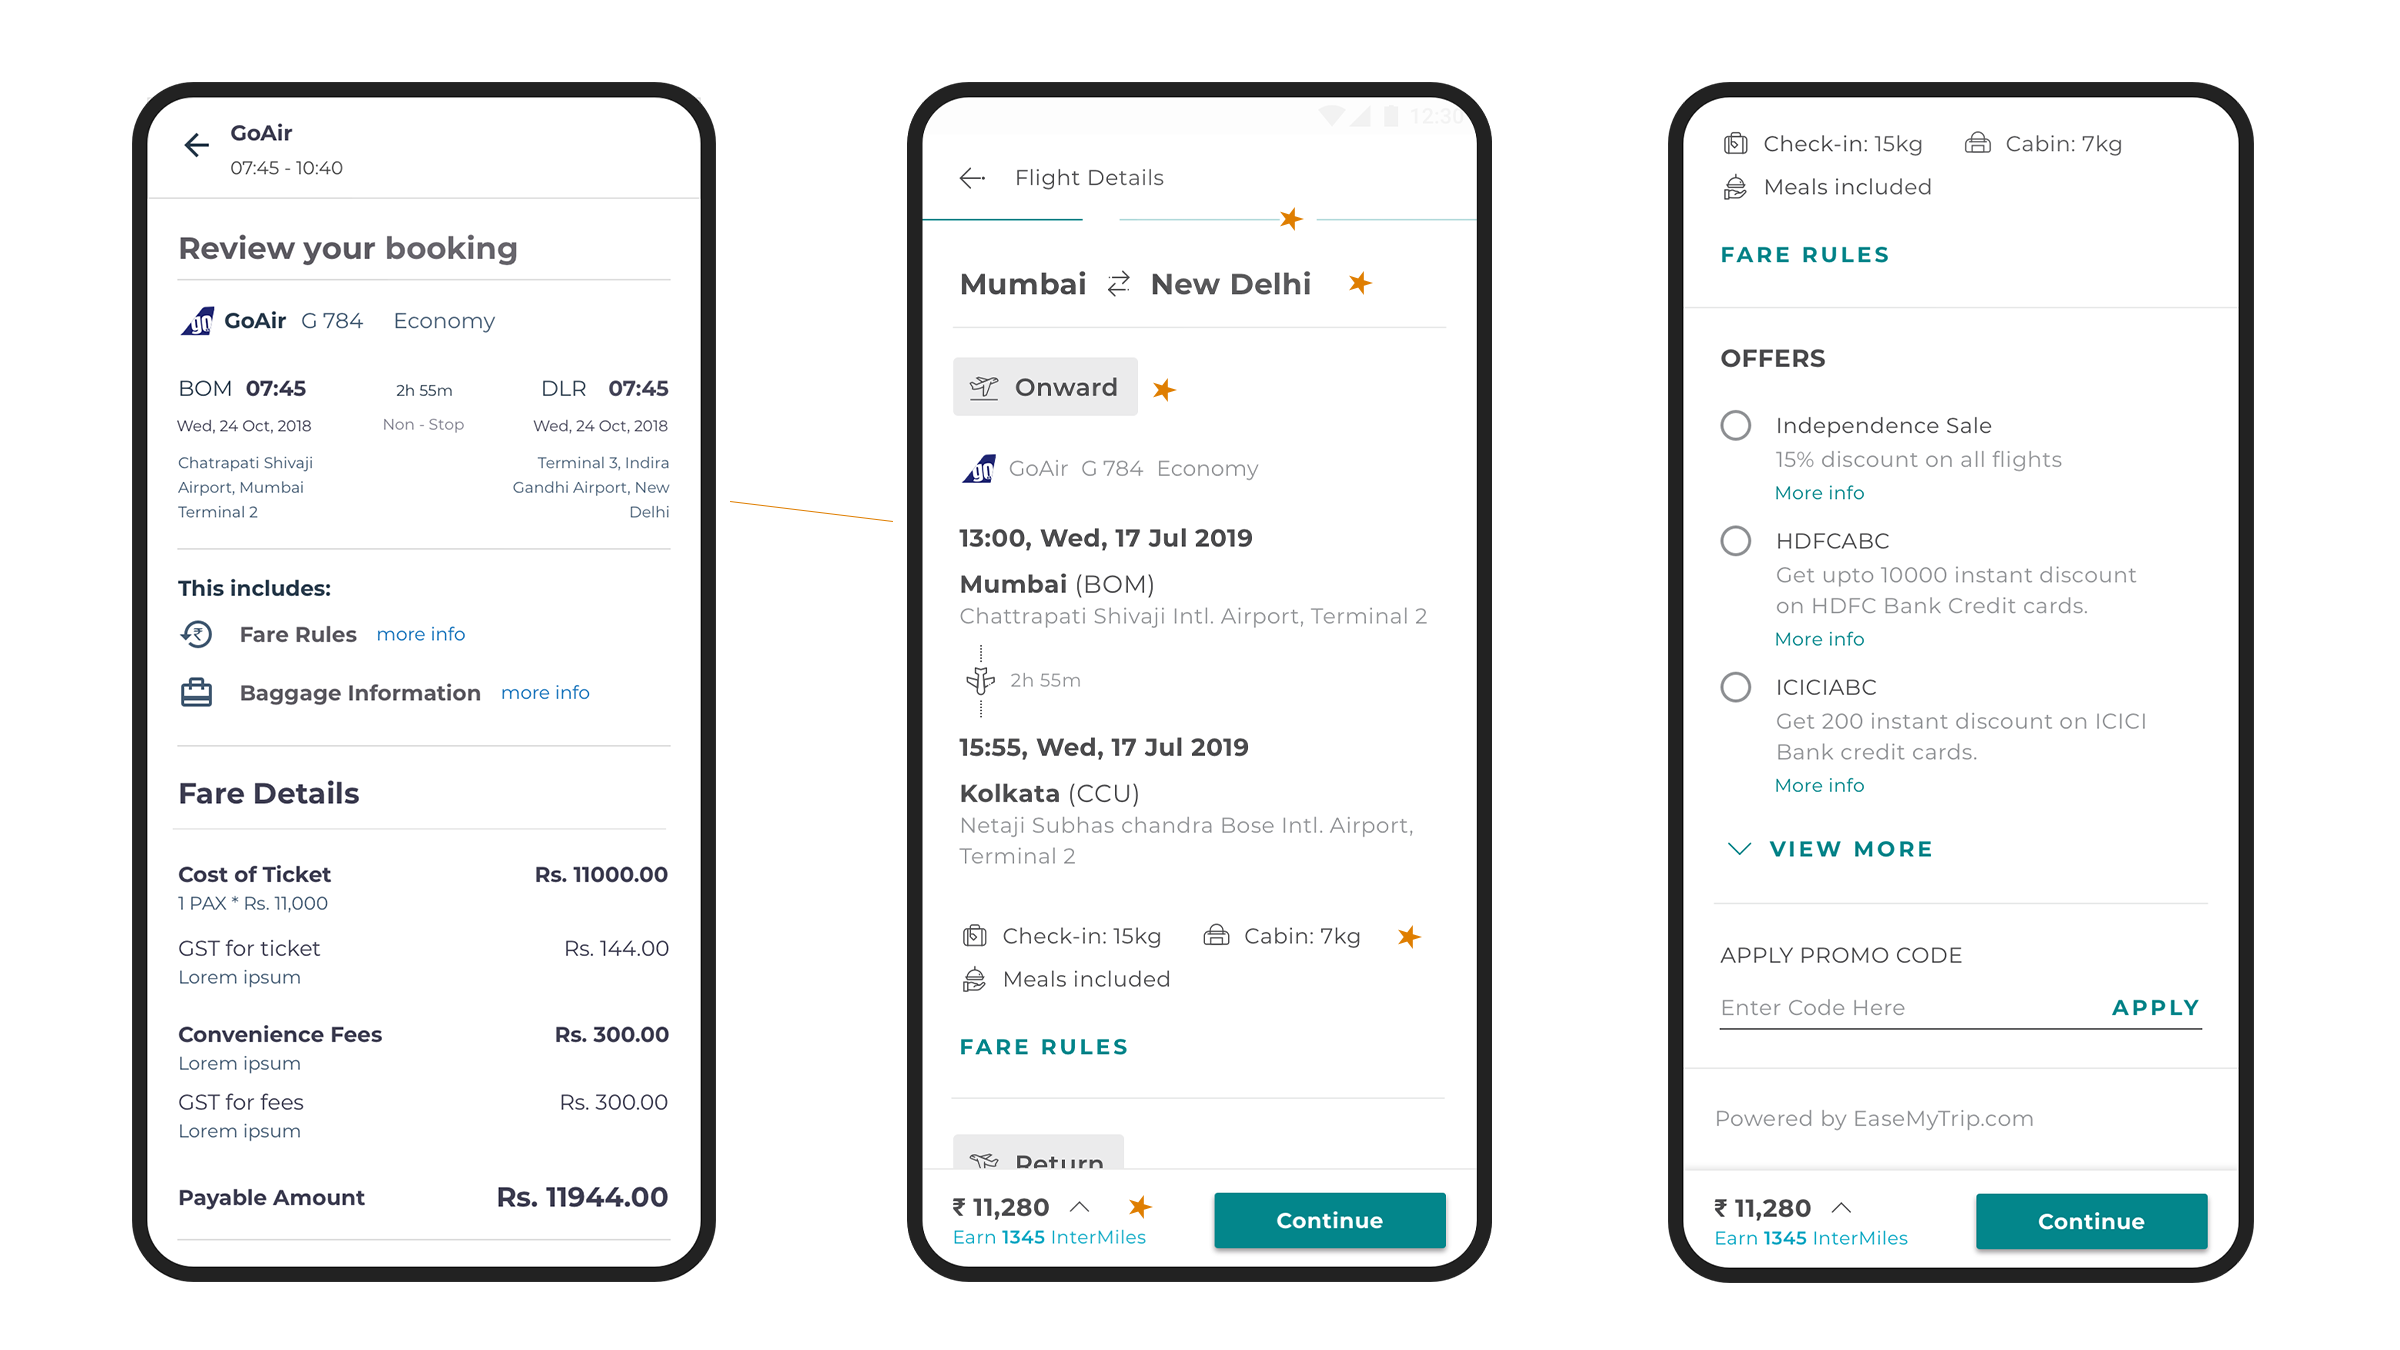 GoAir
07:45 - 10:40
Review your booking
go GoAir G 784 Economy
BOM 07:45 2h 55m DLR 07:45
Wed, 24 Oct, 2018 Non - Stop Wed, 24 Oct, 2018
Chatrapati Shivaji
Airport, Mumbai
Terminal 2
Terminal 3, Indira
Gandhi Airport, New
Delhi
This includes:
Fare Rules more info
Baggage Information more info
Fare Details
Cost of Ticket Rs. 11000.00
1 PAX * Rs. 11,000
GST for ticket Rs. 144.00
Lorem ipsum
Convenience Fees Rs. 300.00
Lorem ipsum
GST for fees Rs. 300.00
Lorem ipsum
Payable Amount Rs. 11944.00
12:30
Flight Details
Mumbai New Delhi
Onward
go GoAir G 784 Economy
13:00, Wed, 17 Jul 2019
Mumbai (BOM)
Chattrapati Shivaji Intl. Airport, Terminal 2
2h 55m
15:55, Wed, 17 Jul 2019
Kolkata (CCU)
Netaji Subhas chandra Bose Intl. Airport,
Terminal 2
Check-in: 15kg Cabin: 7kg
Meals included
FARE RULES
Return
₹ 11,280
Earn 1345 InterMiles
Continue
Check-in: 15kg Cabin: 7kg
Meals included
FARE RULES
OFFERS
Independence Sale
15% discount on all flights
More info
HDFCABC
Get upto 10000 instant discount
on HDFC Bank Credit cards.
More info
ICICIABC
Get 200 instant discount on ICICI
Bank credit cards.
More info
VIEW MORE
APPLY PROMO CODE
Enter Code Here APPLY
Powered by EaseMyTrip.com
₹ 11,280
Earn 1345 InterMiles
Continue